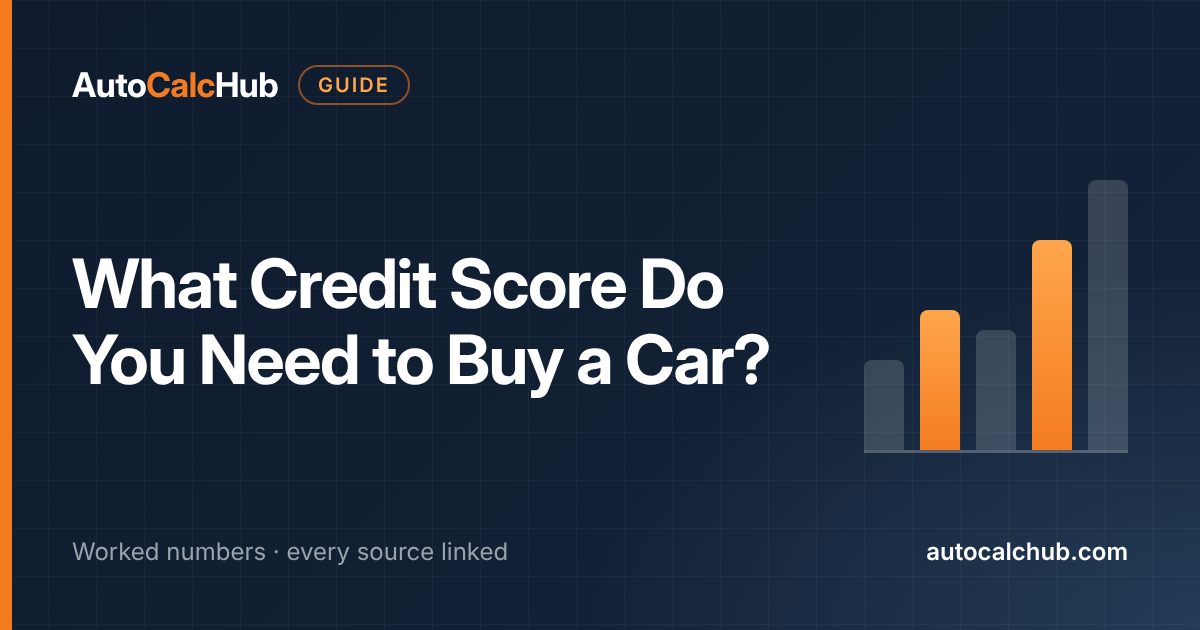 AutoCalcHub
GUIDE
What Credit Score Do
You Need to Buy a Car?
Worked numbers · every source linked
autocalchub.com